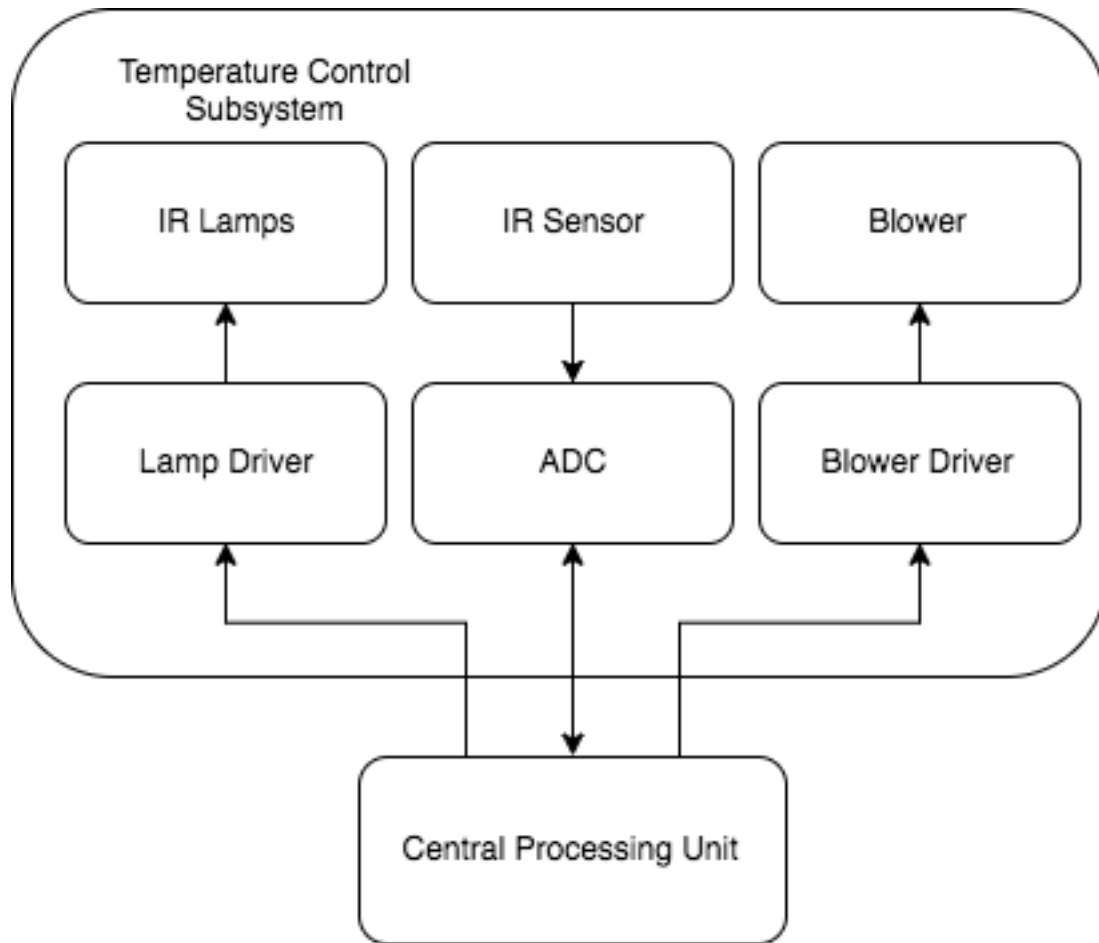 Temperature Control
Subsystem
IR Lamps
IR Sensor
Blower
Lamp Driver
ADC
Blower Driver
Central Processing Unit